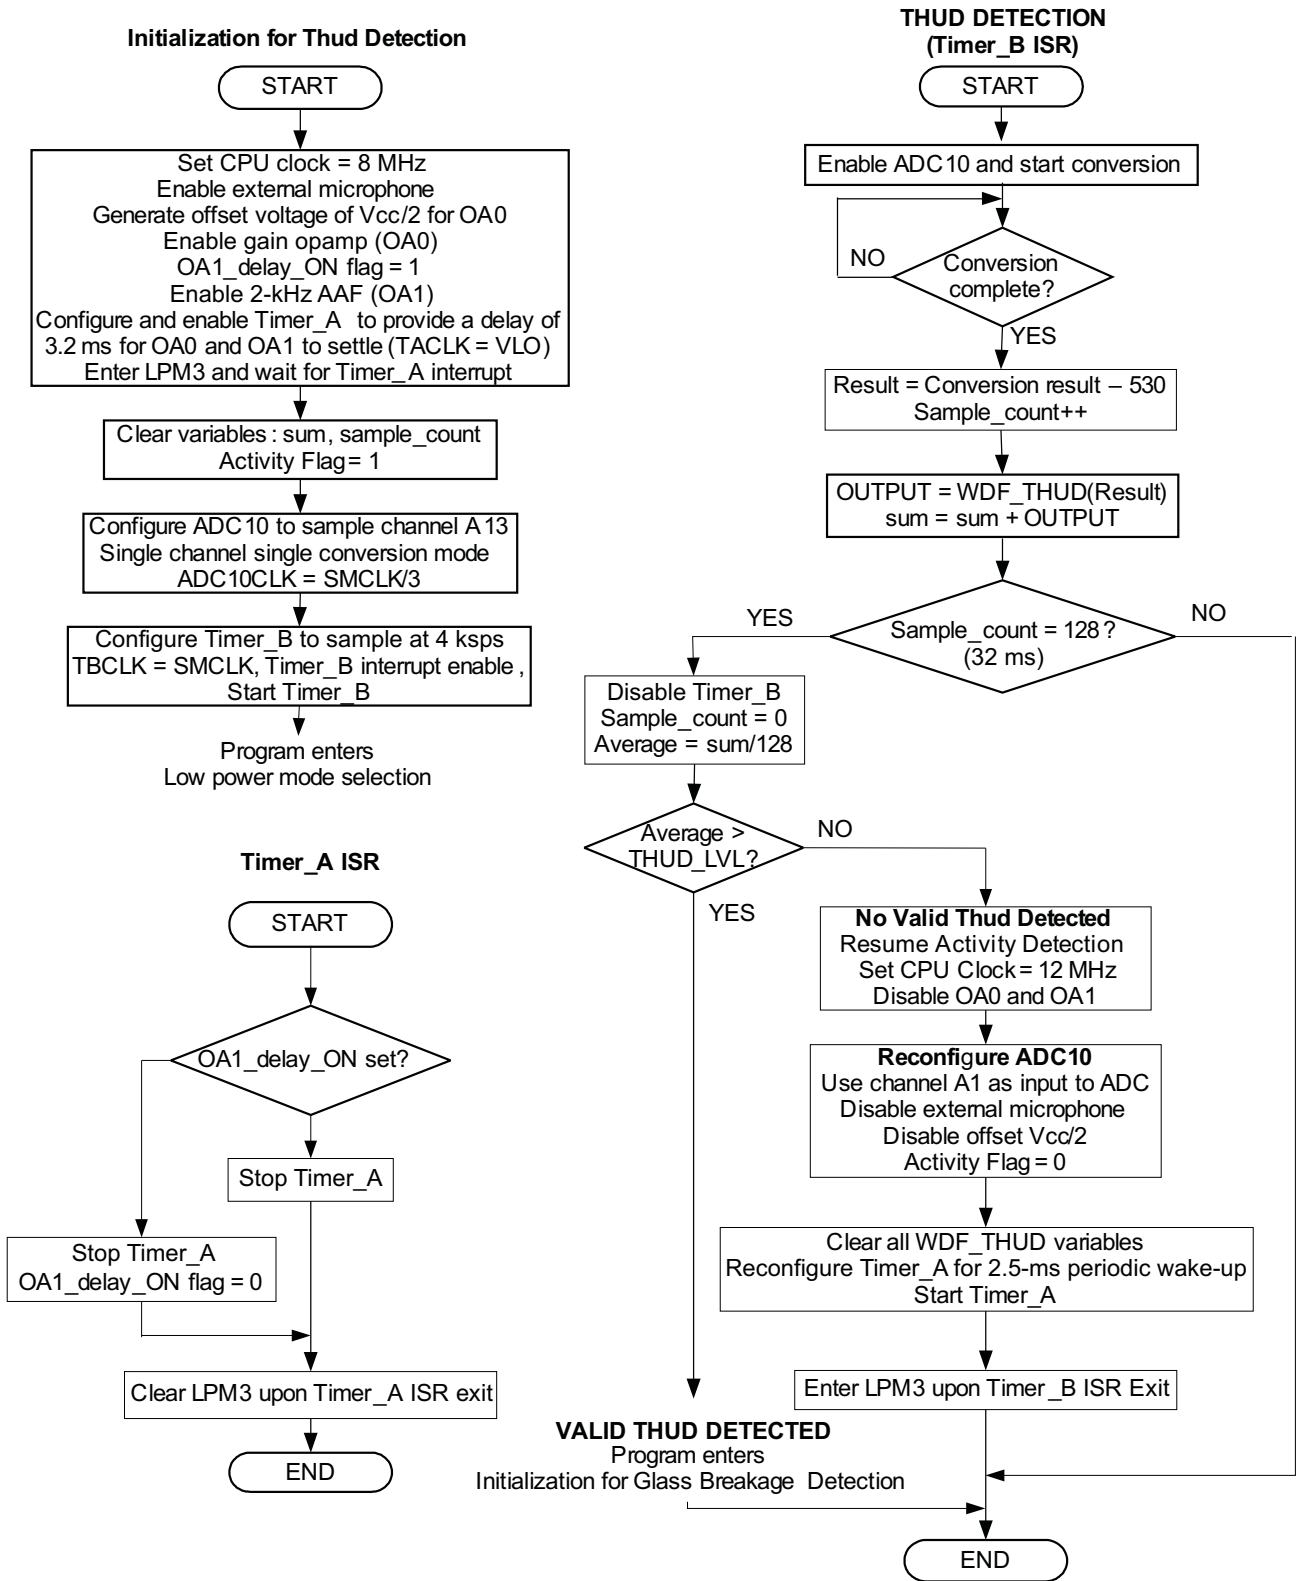 Initialization for Thud Detection
START
Set CPU clock = 8 MHz
Enable external microphone
Generate offset voltage of Vcc/2 for OA0
Enable gain opamp (OA0)
OA1_delay_ON flag = 1
Enable 2-kHz AAF (OA1)
Configure and enable Timer_A to provide a delay of
3.2 ms for OA0 and OA1 to settle (TACLK = VLO)
Enter LPM3 and wait for Timer_A interrupt
Clear variables : sum, sample_count
Activity Flag = 1
Configure ADC10 to sample channel A13
Single channel single conversion mode
ADC10CLK = SMCLK/3
Configure Timer_B to sample at 4 ksps
TBCLK = SMCLK, Timer_B interrupt enable ,
Start Timer_B
Program enters
Low power mode selection
Timer_A ISR
START
OA1_delay_ON set?
Stop Timer_A
Stop Timer_A
OA1_delay_ON flag = 0
Clear LPM3 upon Timer_A ISR exit
END
THUD DETECTION
(Timer_B ISR)
START
Enable ADC10 and start conversion
NO
Conversion
complete?
YES
Result = Conversion result – 530
Sample_count++
OUTPUT = WDF_THUD(Result)
sum = sum + OUTPUT
YES
NO
Sample_count = 128 ?
(32 ms)
Disable Timer_B
Sample_count = 0
Average = sum/128
Average >
THUD_LVL?
NO
YES
No Valid Thud Detected
Resume Activity Detection
Set CPU Clock = 12 MHz
Disable OA0 and OA1
Reconfigure ADC10
Use channel A1 as input to ADC
Disable external microphone
Disable offset Vcc/2
Activity Flag = 0
Clear all WDF_THUD variables
Reconfigure Timer_A for 2.5-ms periodic wake-up
Start Timer_A
Enter LPM3 upon Timer_B ISR Exit
VALID THUD DETECTED
Program enters
Initialization for Glass Breakage Detection
END